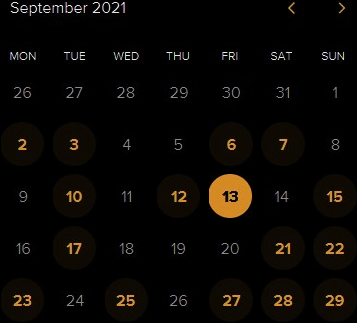 September 2021
MON TUE WED THU FRI SAT SUN
26 27 28 29 30 31 1
2 3 4 5 6 7 8
9 10 11 12 13 14 15
16 17 18 19 20 21 22
23 24 25 26 27 28 29